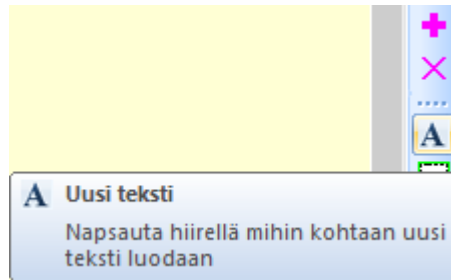 A
A Uusi teksti
Napsauta hiirellä mihin kohtaan uusi
teksti luodaan